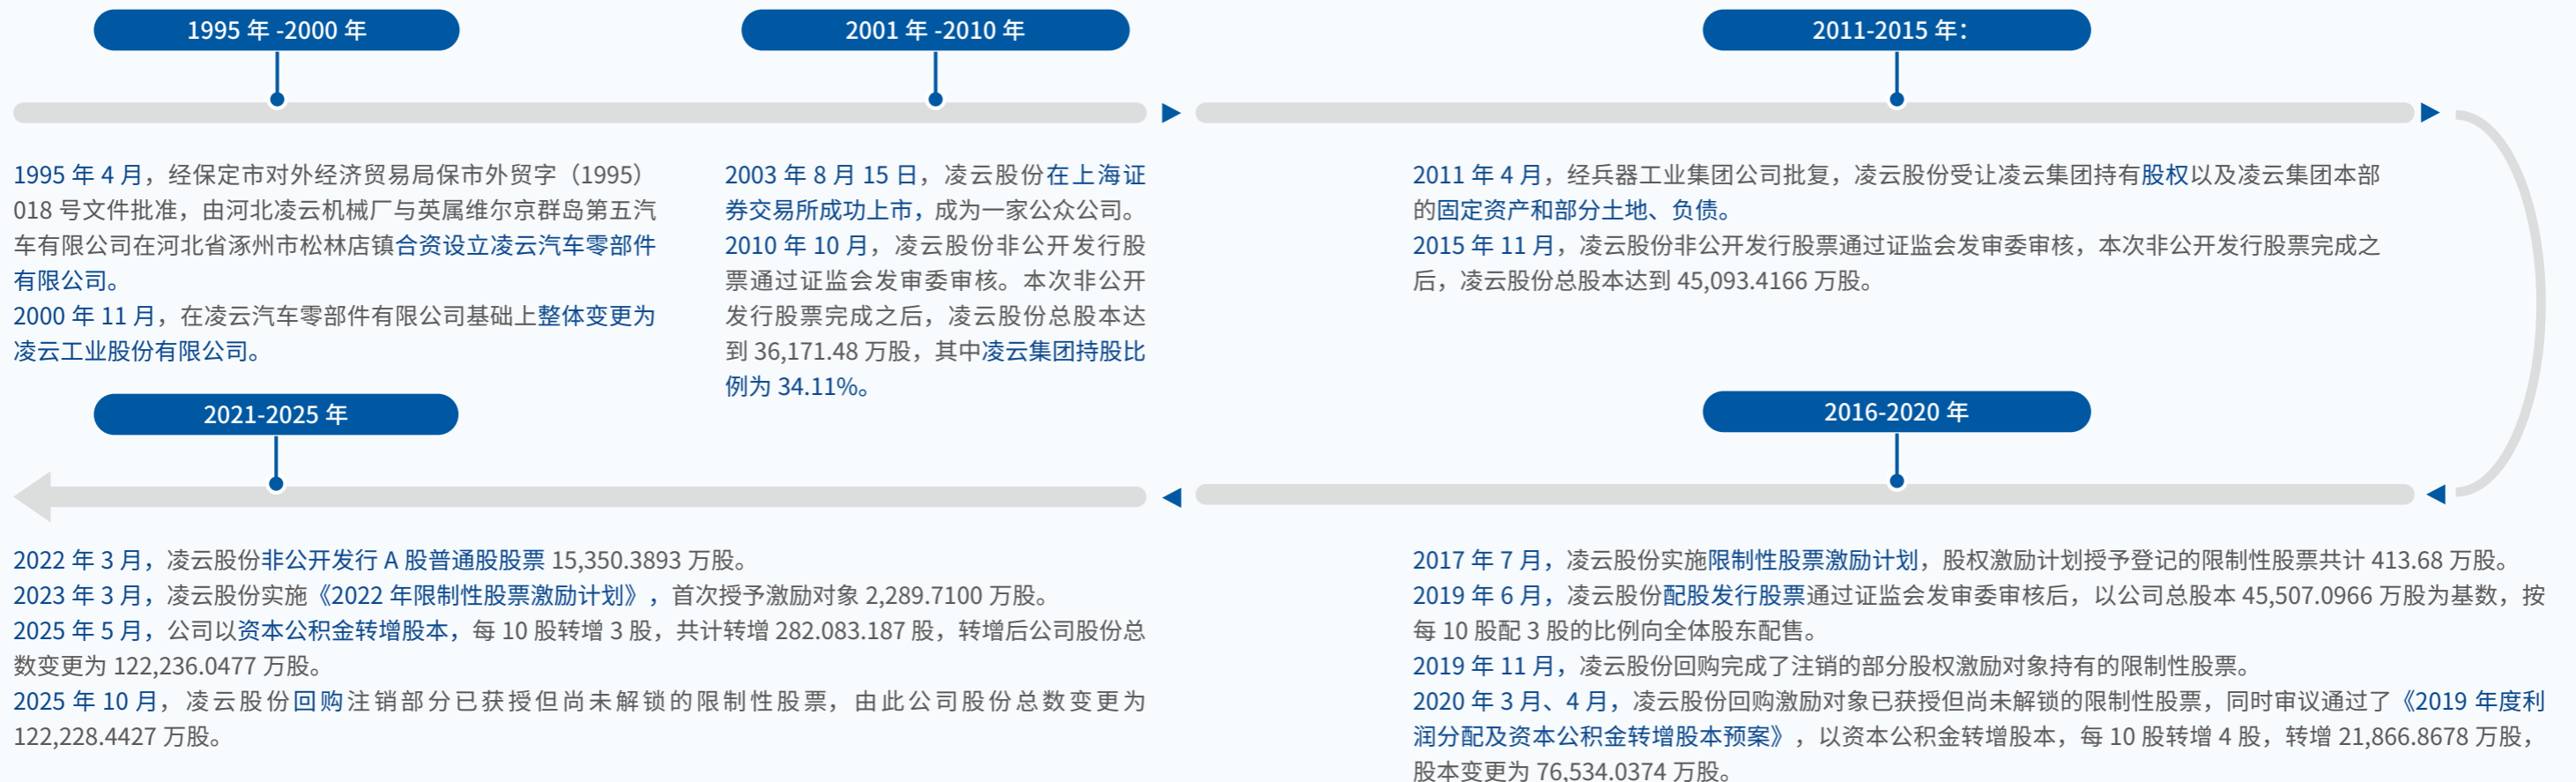 1995 年 -2000 年
1995 年 4 月，经保定市对外经济贸易局保市外贸字（1995）
018 号文件批准，由河北凌云机械厂与英属维尔京群岛第五汽
车有限公司在河北省涿州市松林店镇合资设立凌云汽车零部件
有限公司。
2000 年 11 月，在凌云汽车零部件有限公司基础上整体变更为
凌云工业股份有限公司。
2001 年 -2010 年
2003 年 8 月 15 日，凌云股份在上海证
券交易所成功上市，成为一家公众公司。
2010 年 10 月，凌云股份非公开发行股
票通过证监会发审委审核。本次非公开
发行股票完成之后，凌云股份总股本达
到 36,171.48 万股，其中凌云集团持股比
例为 34.11%。
2011-2015 年：
2011 年 4 月，经兵器工业集团公司批复，凌云股份受让凌云集团持有股权以及凌云集团本部
的固定资产和部分土地、负债。
2015 年 11 月，凌云股份非公开发行股票通过证监会发审委审核，本次非公开发行股票完成之
后，凌云股份总股本达到 45,093.4166 万股。
2016-2020 年
2017 年 7 月，凌云股份实施限制性股票激励计划，股权激励计划授予登记的限制性股票共计 413.68 万股。
2019 年 6 月，凌云股份配股发行股票通过证监会发审委审核后，以公司总股本 45,507.0966 万股为基数，按
每 10 股配 3 股的比例向全体股东配售。
2019 年 11 月，凌云股份回购完成了注销的部分股权激励对象持有的限制性股票。
2020 年 3 月、4 月，凌云股份回购激励对象已获授但尚未解锁的限制性股票，同时审议通过了《2019 年度利
润分配及资本公积金转增股本预案》，以资本公积金转增股本，每 10 股转增 4 股，转增 21,866.8678 万股，
股本变更为 76,534.0374 万股。
2021-2025 年
2022 年 3 月，凌云股份非公开发行 A 股普通股股票 15,350.3893 万股。
2023 年 3 月，凌云股份实施《2022 年限制性股票激励计划》，首次授予激励对象 2,289.7100 万股。
2025 年 5 月，公司以资本公积金转增股本，每 10 股转增 3 股，共计转增 282.083.187 股，转增后公司股份总
数变更为 122,236.0477 万股。
2025 年 10 月，凌云股份回购注销部分已获授但尚未解锁的限制性股票，由此公司股份总数变更为
122,228.4427 万股。